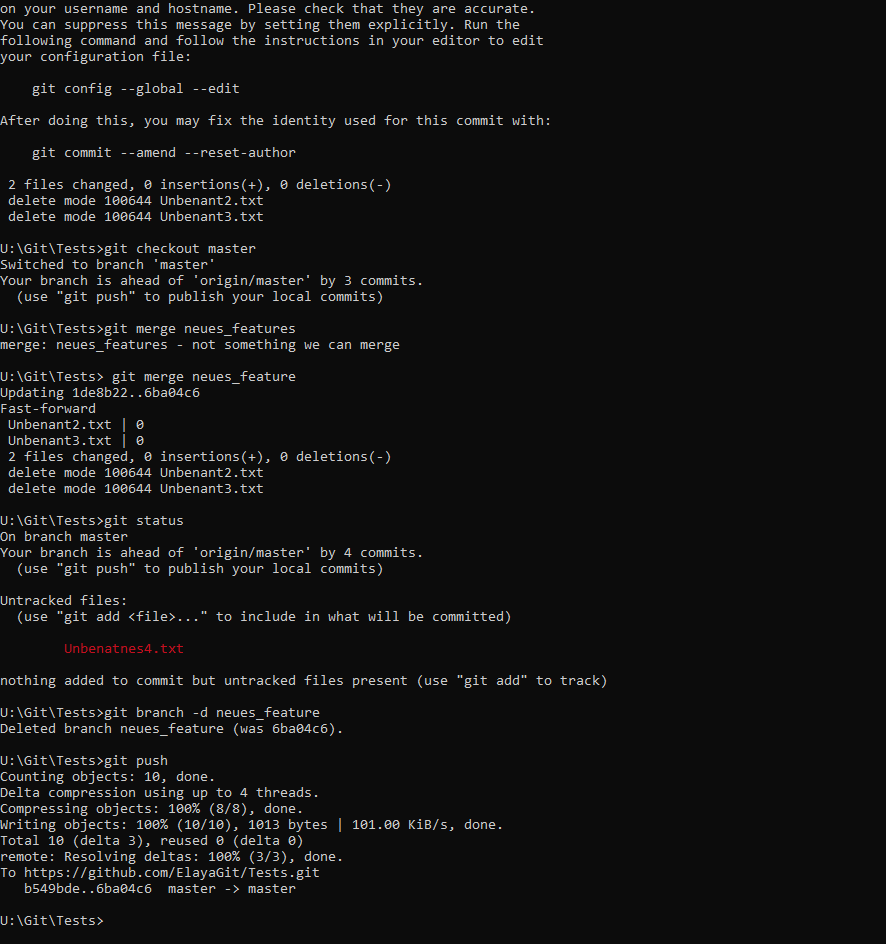 on your username and hostname. Please check that they are accurate.
You can suppress this message by setting them explicitly. Run the
following command and follow the instructions in your editor to edit
your configuration file:
git config --global --edit
After doing this, you may fix the identity used for this commit with:
git commit --amend --reset-author
2 files changed, 0 insertions(+), 0 deletions(-)
delete mode 100644 Unbenant2.txt
delete mode 100644 Unbenant3.txt
U:\Git\Tests>git checkout master
Switched to branch 'master'
Your branch is ahead of 'origin/master' by 3 commits.
(use "git push" to publish your local commits)
U:\Git\Tests>git merge neues_features
merge: neues_features - not something we can merge
U:\Git\Tests> git merge neues_feature
Updating 1de8b22..6ba04c6
Fast-forward
Unbenant2.txt | 0
Unbenant3.txt | 0
2 files changed, 0 insertions(+), 0 deletions(-)
delete mode 100644 Unbenant2.txt
delete mode 100644 Unbenant3.txt
U:\Git\Tests>git status
On branch master
Your branch is ahead of 'origin/master' by 4 commits.
(use "git push" to publish your local commits)
Untracked files:
(use "git add <file>..." to include in what will be committed)
Unbenatnes4.txt
nothing added to commit but untracked files present (use "git add" to track)
U:\Git\Tests>git branch -d neues_feature
Deleted branch neues_feature (was 6ba04c6).
U:\Git\Tests>git push
Counting objects: 10, done.
Delta compression using up to 4 threads.
Compressing objects: 100% (8/8), done.
Writing objects: 100% (10/10), 1013 bytes | 101.00 KiB/s, done.
Total 10 (delta 3), reused 0 (delta 0)
remote: Resolving deltas: 100% (3/3), done.
To https://github.com/ElayaGit/Tests.git
b549bde..6ba04c6  master -> master
U:\Git\Tests>